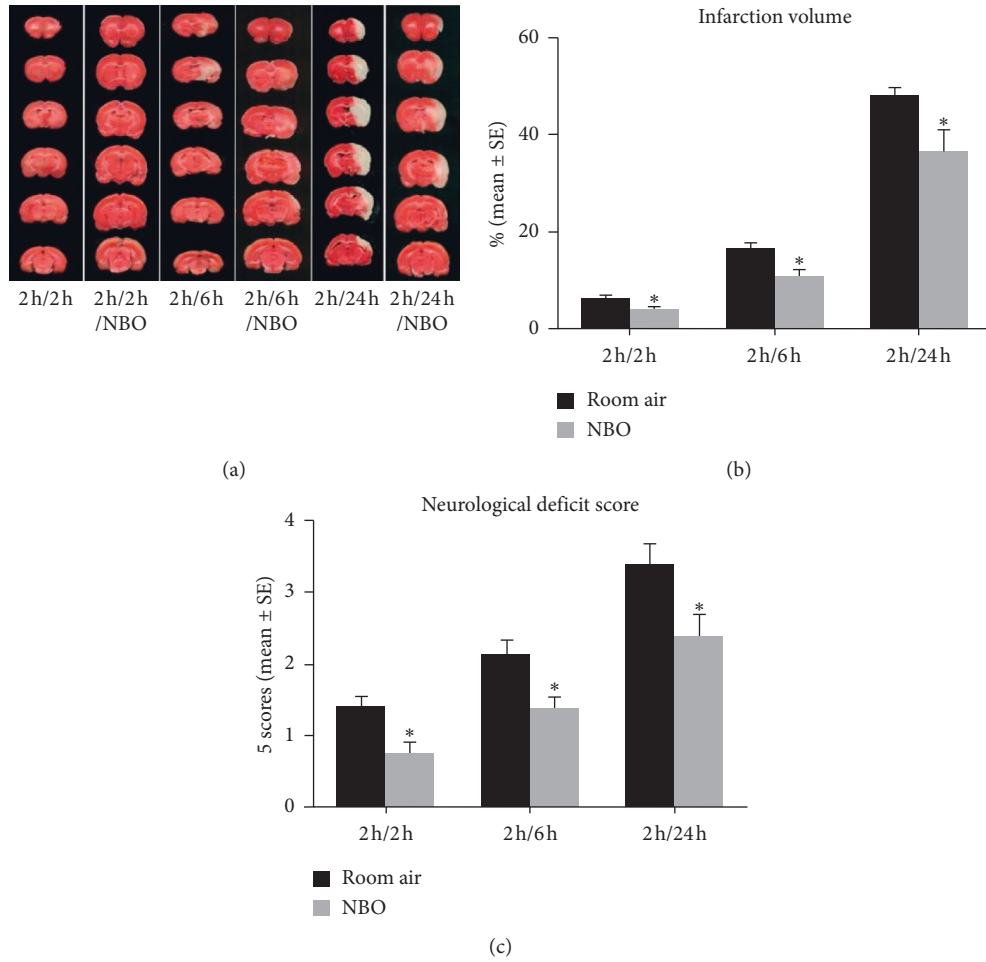 2h/2h
2h/2h
/NBO
2h/6h
2h/6h
/NBO
2h/24h
2h/24h
/NBO
(a)
Infarction volume
% (mean ± SE)
60
40
20
0
*
*
*
2h/2h
2h/6h
2h/24h
Room air
NBO
(b)
Neurological deficit score
5 scores (mean ± SE)
4
3
2
1
0
*
*
*
2h/2h
2h/6h
2h/24h
Room air
NBO
(c)